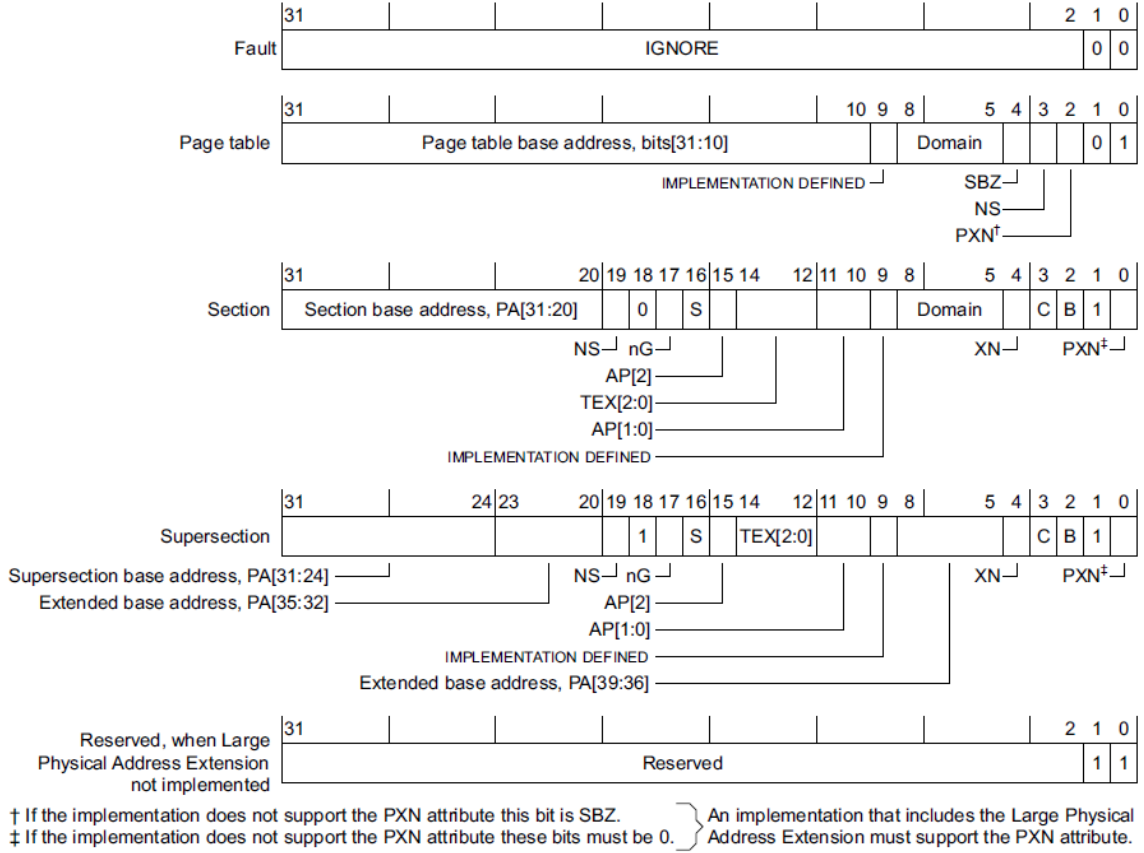 31 2 1 0
Fault IGNORE 0 0
31 10 9 8 5 4 3 2 1 0
Page table Page table base address, bits[31:10] Domain 0 1
IMPLEMENTATION DEFINED SBZ
NS
PXN†
31 20 19 18 17 16 15 14 12 11 10 9 8 5 4 3 2 1 0
Section Section base address, PA[31:20] 0 S Domain C B 1
NS nG XN PXN‡
AP[2]
TEX[2:0]
AP[1:0]
IMPLEMENTATION DEFINED
31 24 23 20 19 18 17 16 15 14 12 11 10 9 8 5 4 3 2 1 0
Supersection 1 S TEX[2:0] C B 1
Supersection base address, PA[31:24] NS nG XN PXN‡
Extended base address, PA[35:32] AP[2]
AP[1:0]
IMPLEMENTATION DEFINED
Extended base address, PA[39:36]
31 2 1 0
Reserved, when Large
Physical Address Extension Reserved 1 1
not implemented
† If the implementation does not support the PXN attribute this bit is SBZ. An implementation that includes the Large Physical
‡ If the implementation does not support the PXN attribute these bits must be 0. Address Extension must support the PXN attribute.